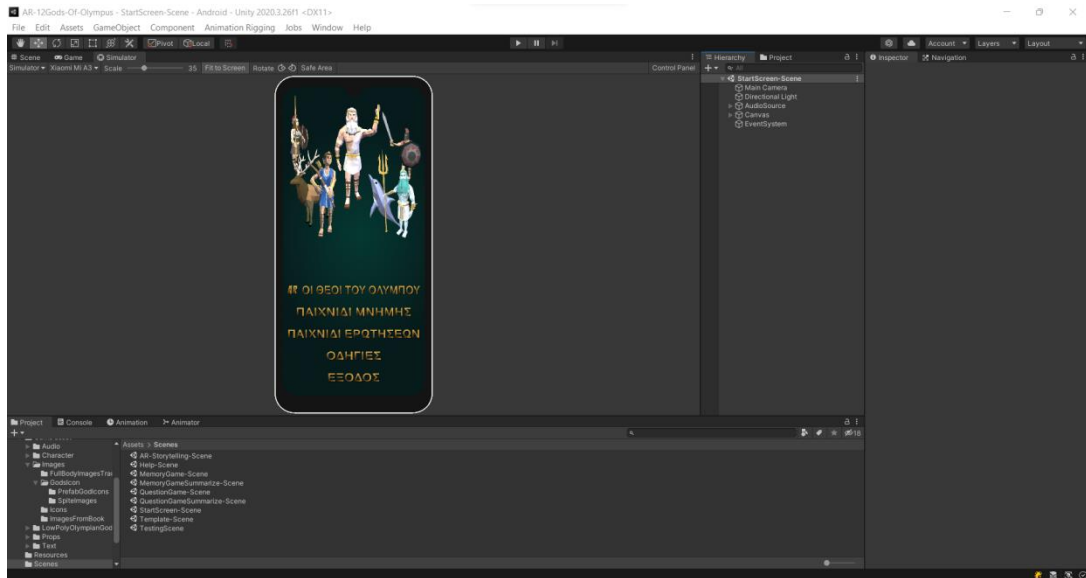 AR-12Gods-Of-Olympus - StartScreen-Scene - Android - Unity 2020.3.26f1 <DX11>
File Edit Assets GameObject Component Animation Rigging Jobs Window Help
Pivot Local
Account Layers Layout
Scene Game Simulator
Simulator Xiaomi Mi A3 Scale 35 Fit to Screen Rotate Safe Area Control Panel
Hierarchy Project
Inspector Navigation
All
StartScreen-Scene
Main Camera
Directional Light
AudioSource
Canvas
EventSystem
AR ΟΙ ΘΕΟΙ ΤΟΥ ΟΛΥΜΠΟΥ
ΠΑΙΧΝΙΔΙ ΜΝΗΜΗΣ
ΠΑΙΧΝΙΔΙ ΕΡΩΤΗΣΕΩΝ
ΟΔΗΓΙΕΣ
ΕΞΟΔΟΣ
Project Console Animation Animator
18
Audio
Character
Images
FullBodyImagesTrac
GodsIcon
PrefabGodIcons
SpiteImages
Icons
ImagesFromBook
LowPolyOlympianGod
Props
Text
Resources
Scenes
Assets > Scenes
AR-Storytelling-Scene
Help-Scene
MemoryGame-Scene
MemoryGameSummarize-Scene
QuestionGame-Scene
QuestionGameSummarize-Scene
StartScreen-Scene
Template-Scene
TestingScene